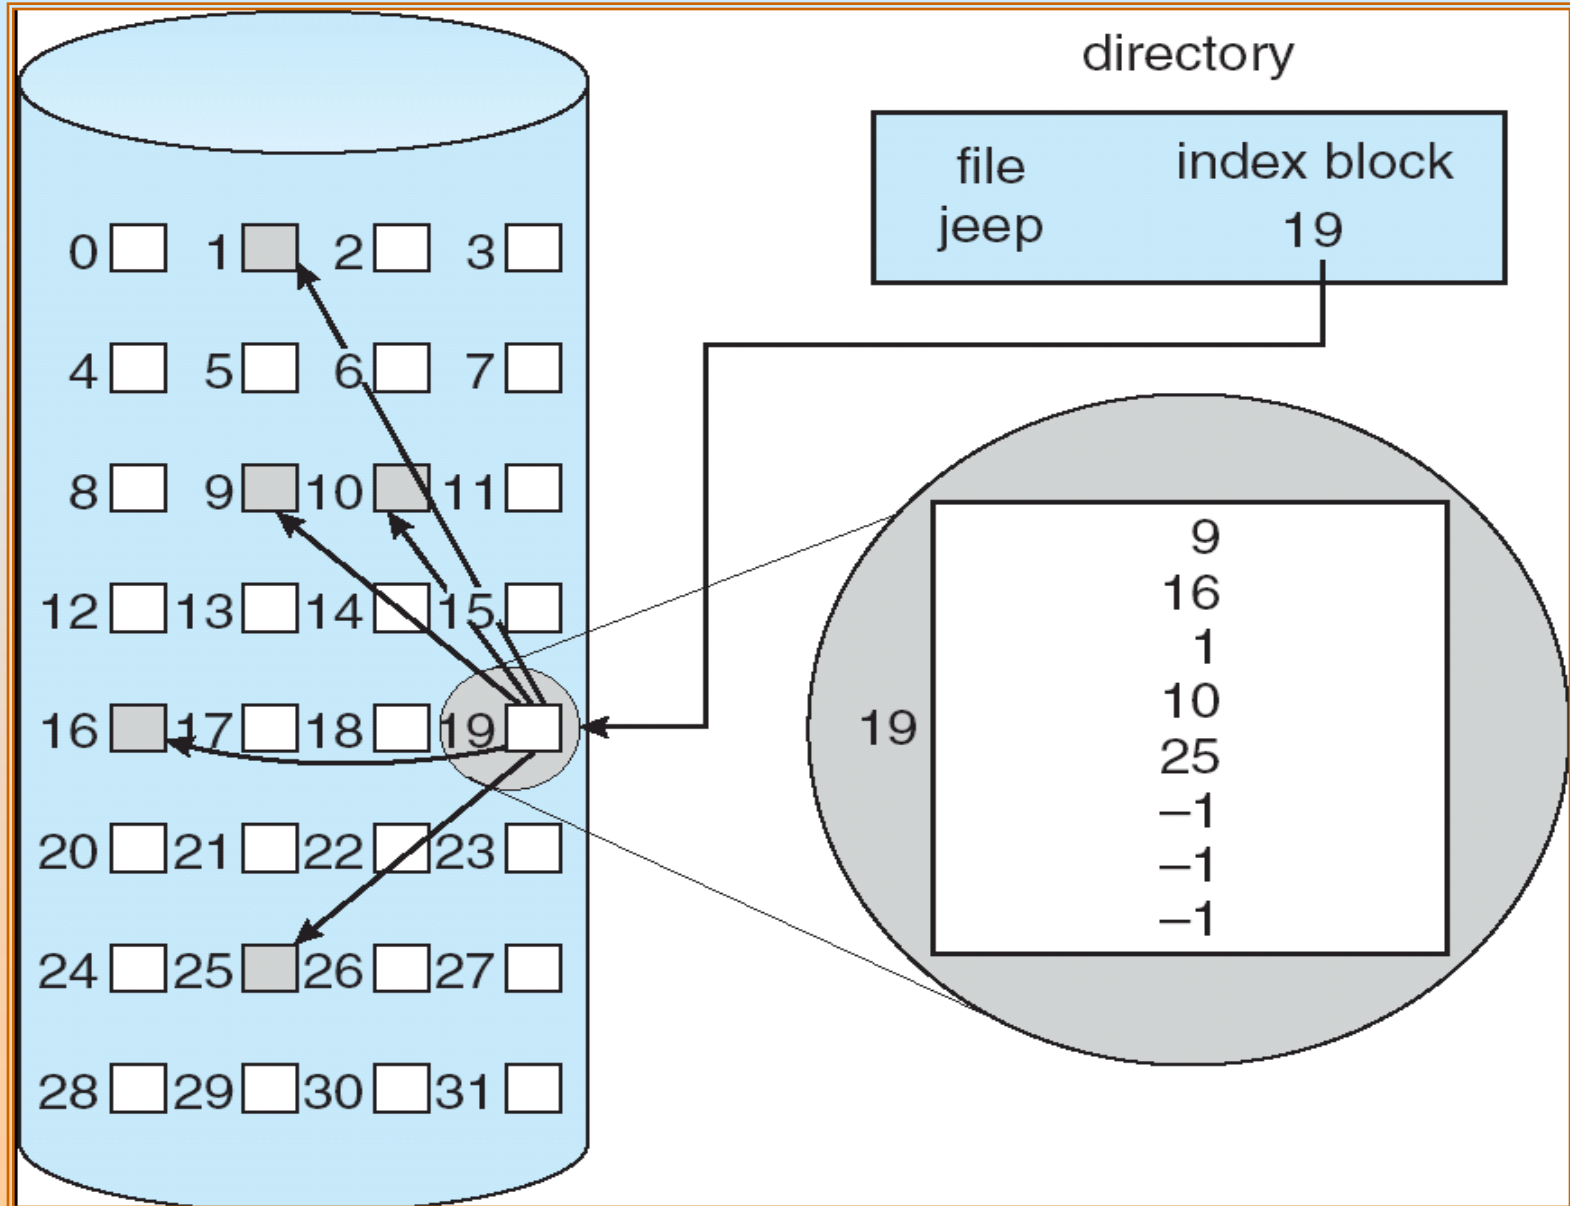 directory
file index block
jeep 19
0 1 2 3
4 5 6 7
8 9 10 11
12 13 14 15
16 17 18 19
20 21 22 23
24 25 26 27
28 29 30 31
19
9
16
1
10
25
–1
–1
–1